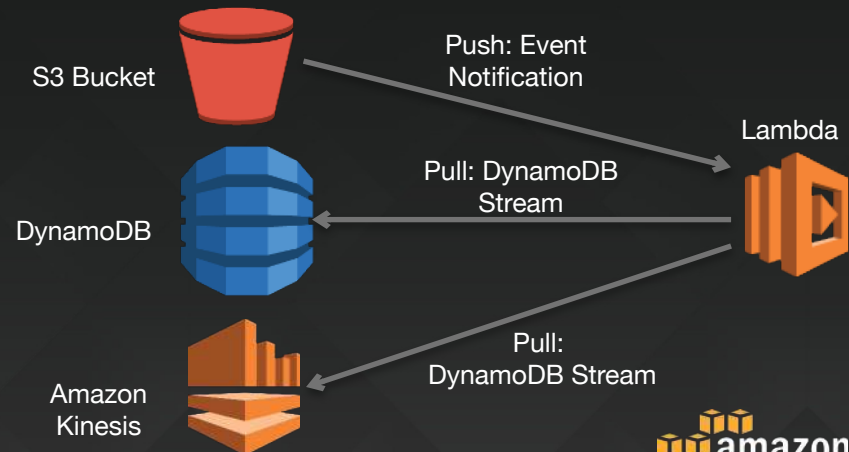 S3 Bucket
Push: Event
Notification
Lambda
DynamoDB
Pull: DynamoDB
Stream
Amazon
Kinesis
Pull:
DynamoDB Stream
amazon